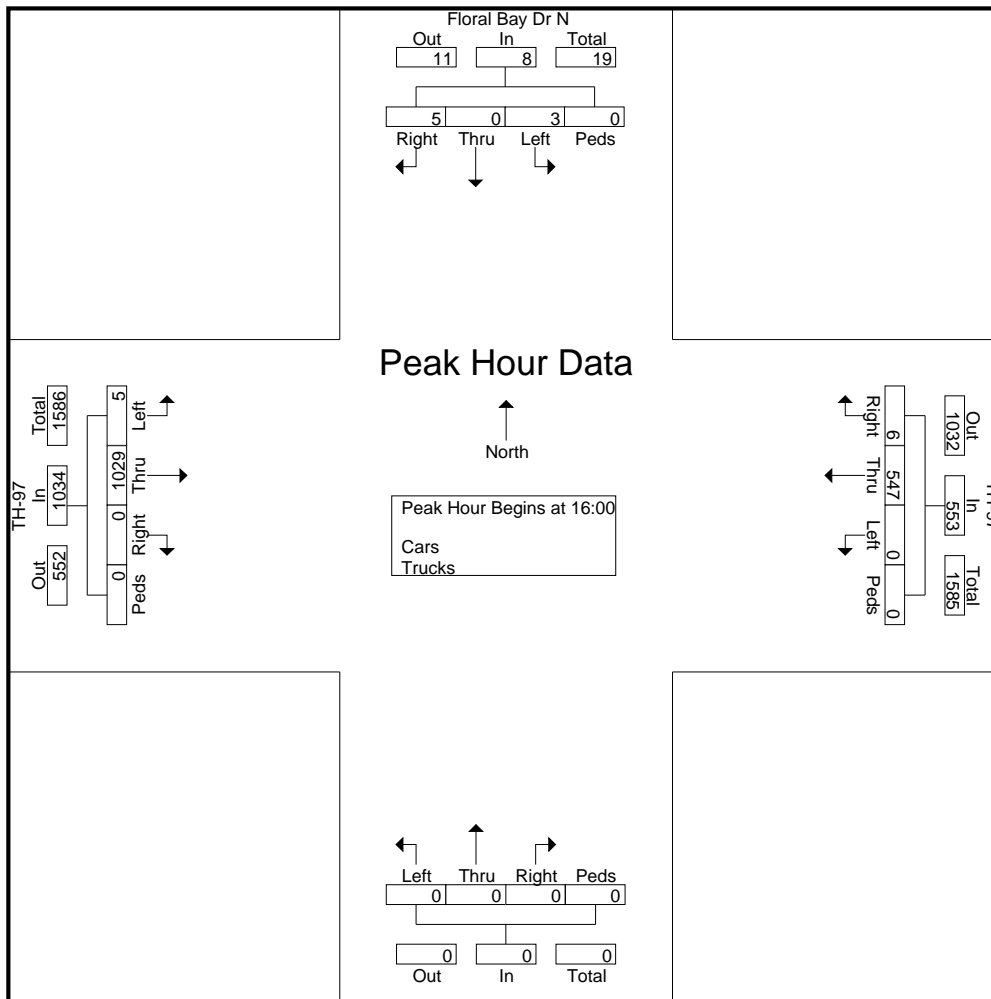 Floral Bay Dr N
Out In Total
11 8 19
5 0 3 0
Right Thru Left Peds
Peak Hour Data
North
Peak Hour Begins at 16:00
Cars
Trucks
TH-97
Total In Out
1586 1034 552
5 1029 0 0
Left Thru Right Peds
Right Thru Left Peds
6 547 0 0
Out In Total
1032 553 1585
Left Thru Right Peds
0 0 0 0
0 0 0
Out In Total